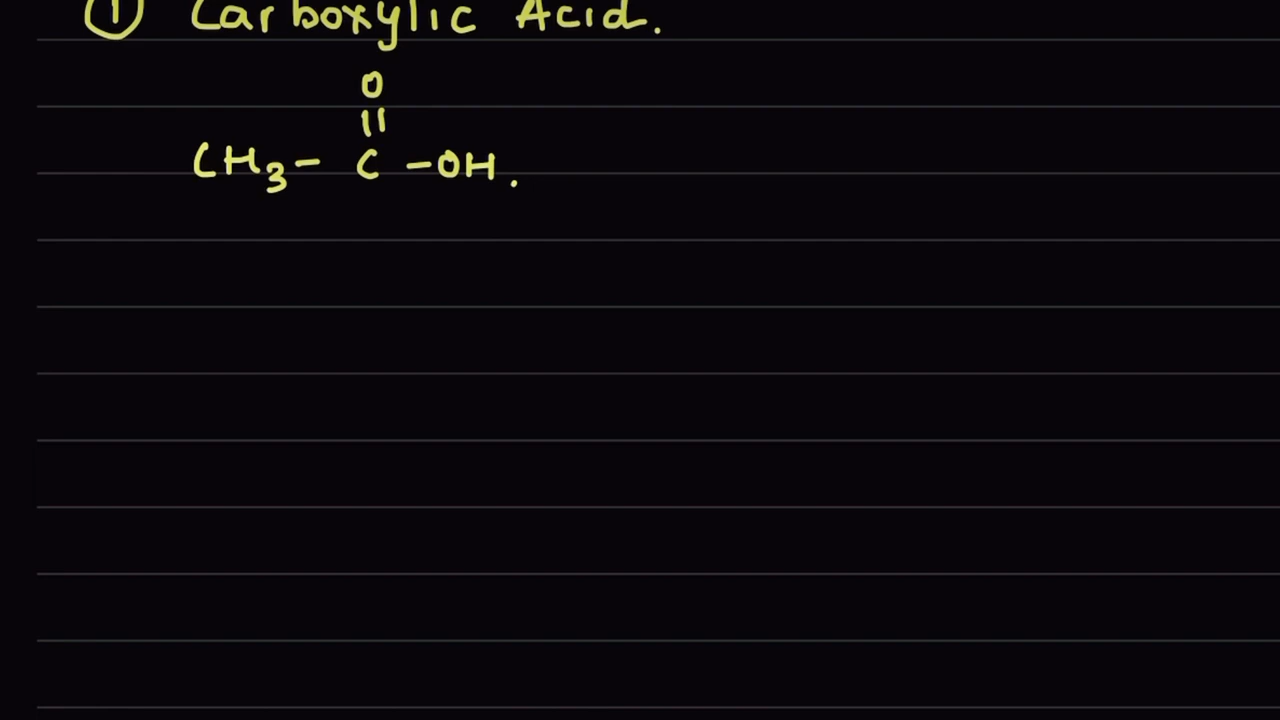 ① Carboxylic Acid.
O
||
CH₃ - C - OH.